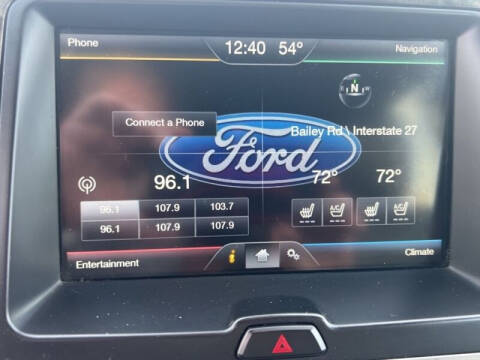 Phone
12:40 54°
Navigation
N
Connect a Phone
Bailey Rd \ Interstate 27
Ford
96.1
72°
72°
96.1 107.9 103.7
96.1 107.9 107.9
A/C
A/C
Entertainment
i
Climate